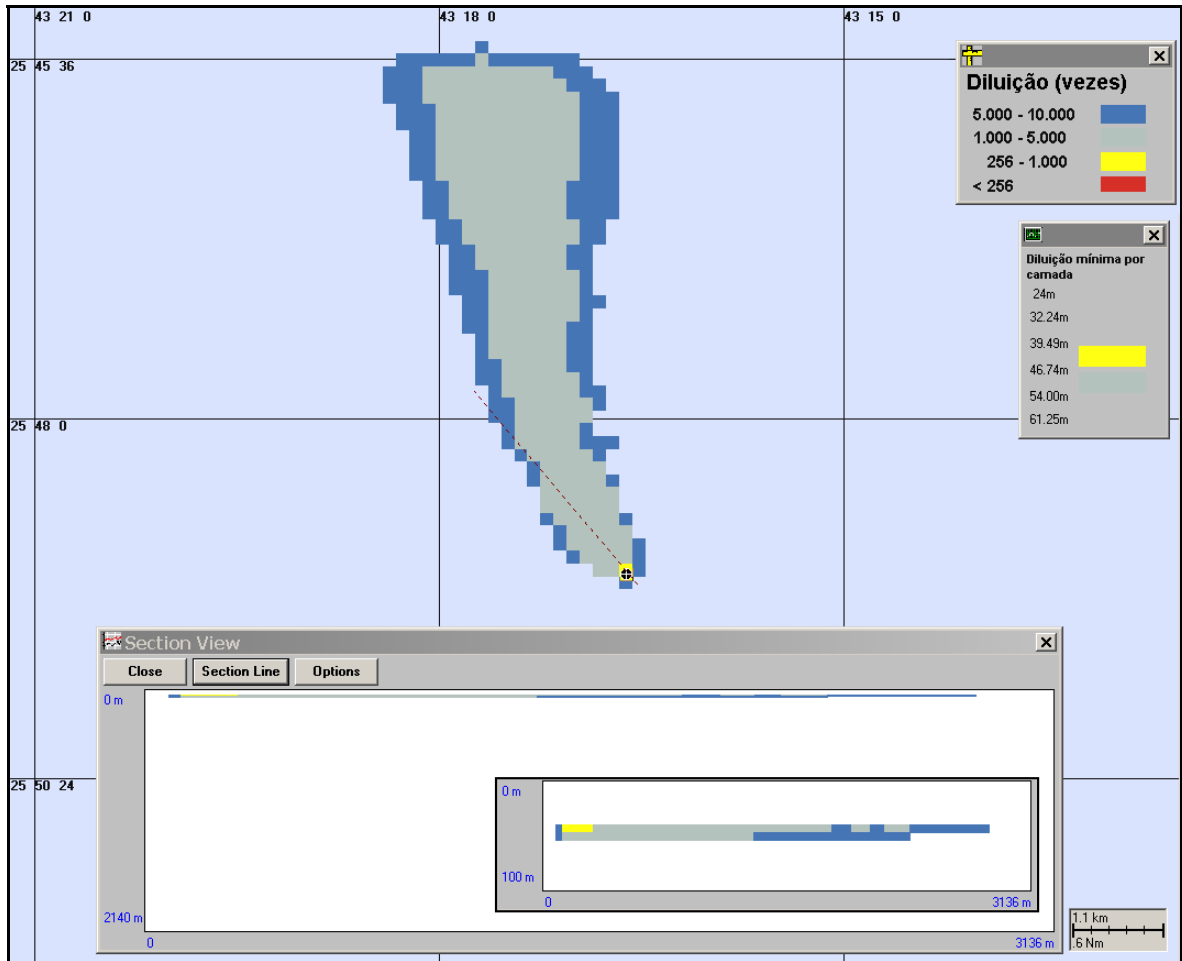 43 21 0
43 18 0
43 15 0
25 45 36
25 48 0
25 50 24
Diluição (vezes)
5.000 - 10.000
1.000 - 5.000
256 - 1.000
< 256
Diluição mínima por
camada
24m
32.24m
39.49m
46.74m
54.00m
61.25m
Section View
Close
Section Line
Options
0 m
2140 m
0
3136 m
0 m
100 m
0
3136 m
1.1 km
.6 Nm